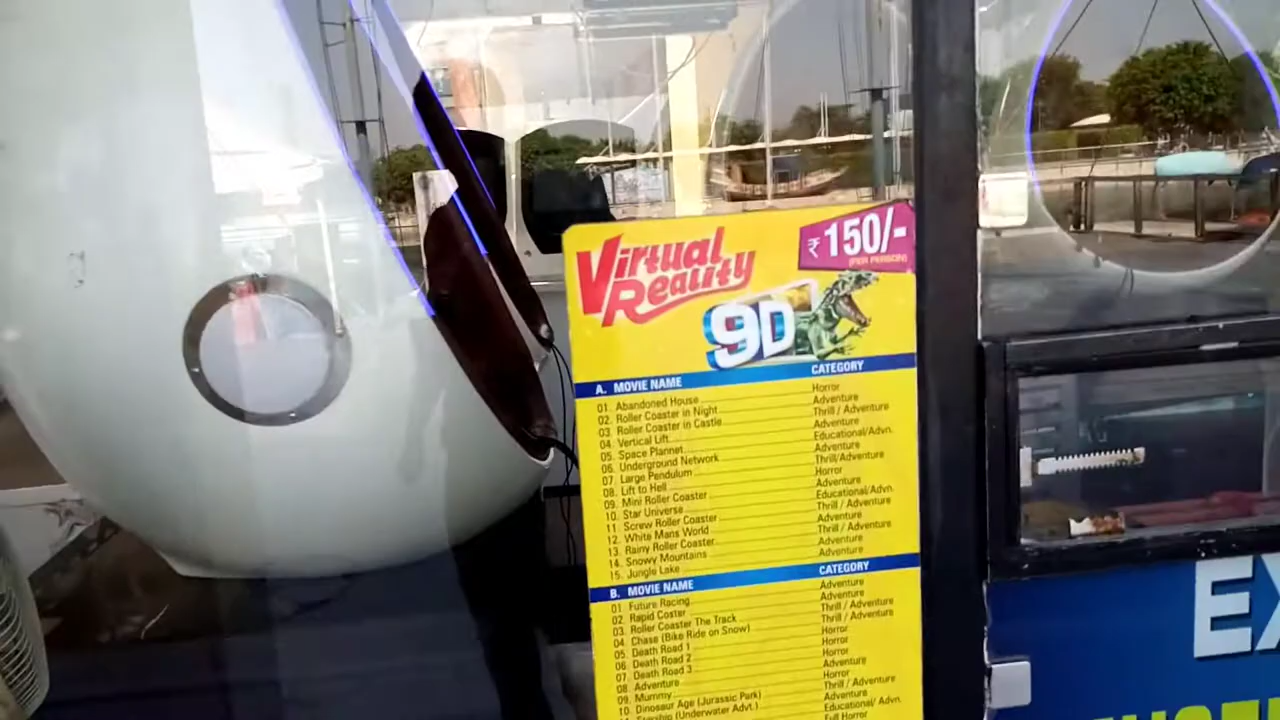 Virtual Reality
9D
₹ 150/-
(PER PERSON)
A. MOVIE NAME CATEGORY
01. Abandoned House Horror
02. Roller Coaster in Night Adventure
03. Roller Coaster in Castle Thrill / Adventure
04. Vertical Lift Adventure
05. Space Plannet Educational/Advn.
06. Underground Network Adventure
07. Large Pendulum Thrill/Adventure
08. Lift to Hell Horror
09. Mini Roller Coaster Adventure
10. Star Universe Educational/Advn.
11. Screw Roller Coaster Thrill / Adventure
12. White Mans World Adventure
13. Rainy Roller Coaster Thrill / Adventure
14. Snowy Mountains Adventure
15. Jungle Lake Adventure
B. MOVIE NAME CATEGORY
01 Future Racing Adventure
02. Rapid Coster Adventure
03. Roller Coaster The Track Thrill / Adventure
04. Chase (Bike Ride on Snow) Thrill / Adventure
05. Death Road 1 Horror
06. Death Road 2 Horror
07. Death Road 3 Horror
08. Adventure Adventure
09. Mummy Horror
10. Dinosaur Age (Jurassic Park) Thrill / Adventure
11. Starship (Underwater Advt.) Adventure
Educational/ Advn.
Full Horror
EX